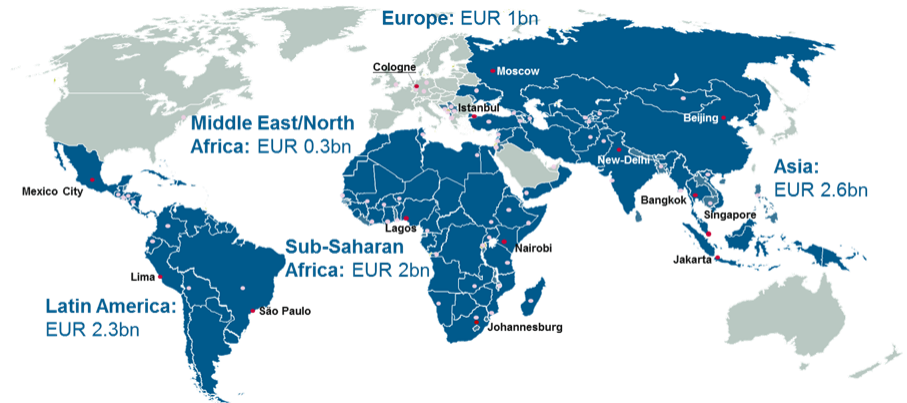 Europe: EUR 1bn
Cologne
Moscow
Istanbul
Middle East/North
Africa: EUR 0.3bn
Beijing
New-Delhi
Asia:
EUR 2.6bn
Mexico City
Bangkok
Singapore
Lagos
Sub-Saharan
Africa: EUR 2bn
Nairobi
Jakarta
Lima
Latin America:
EUR 2.3bn
São Paulo
Johannesburg